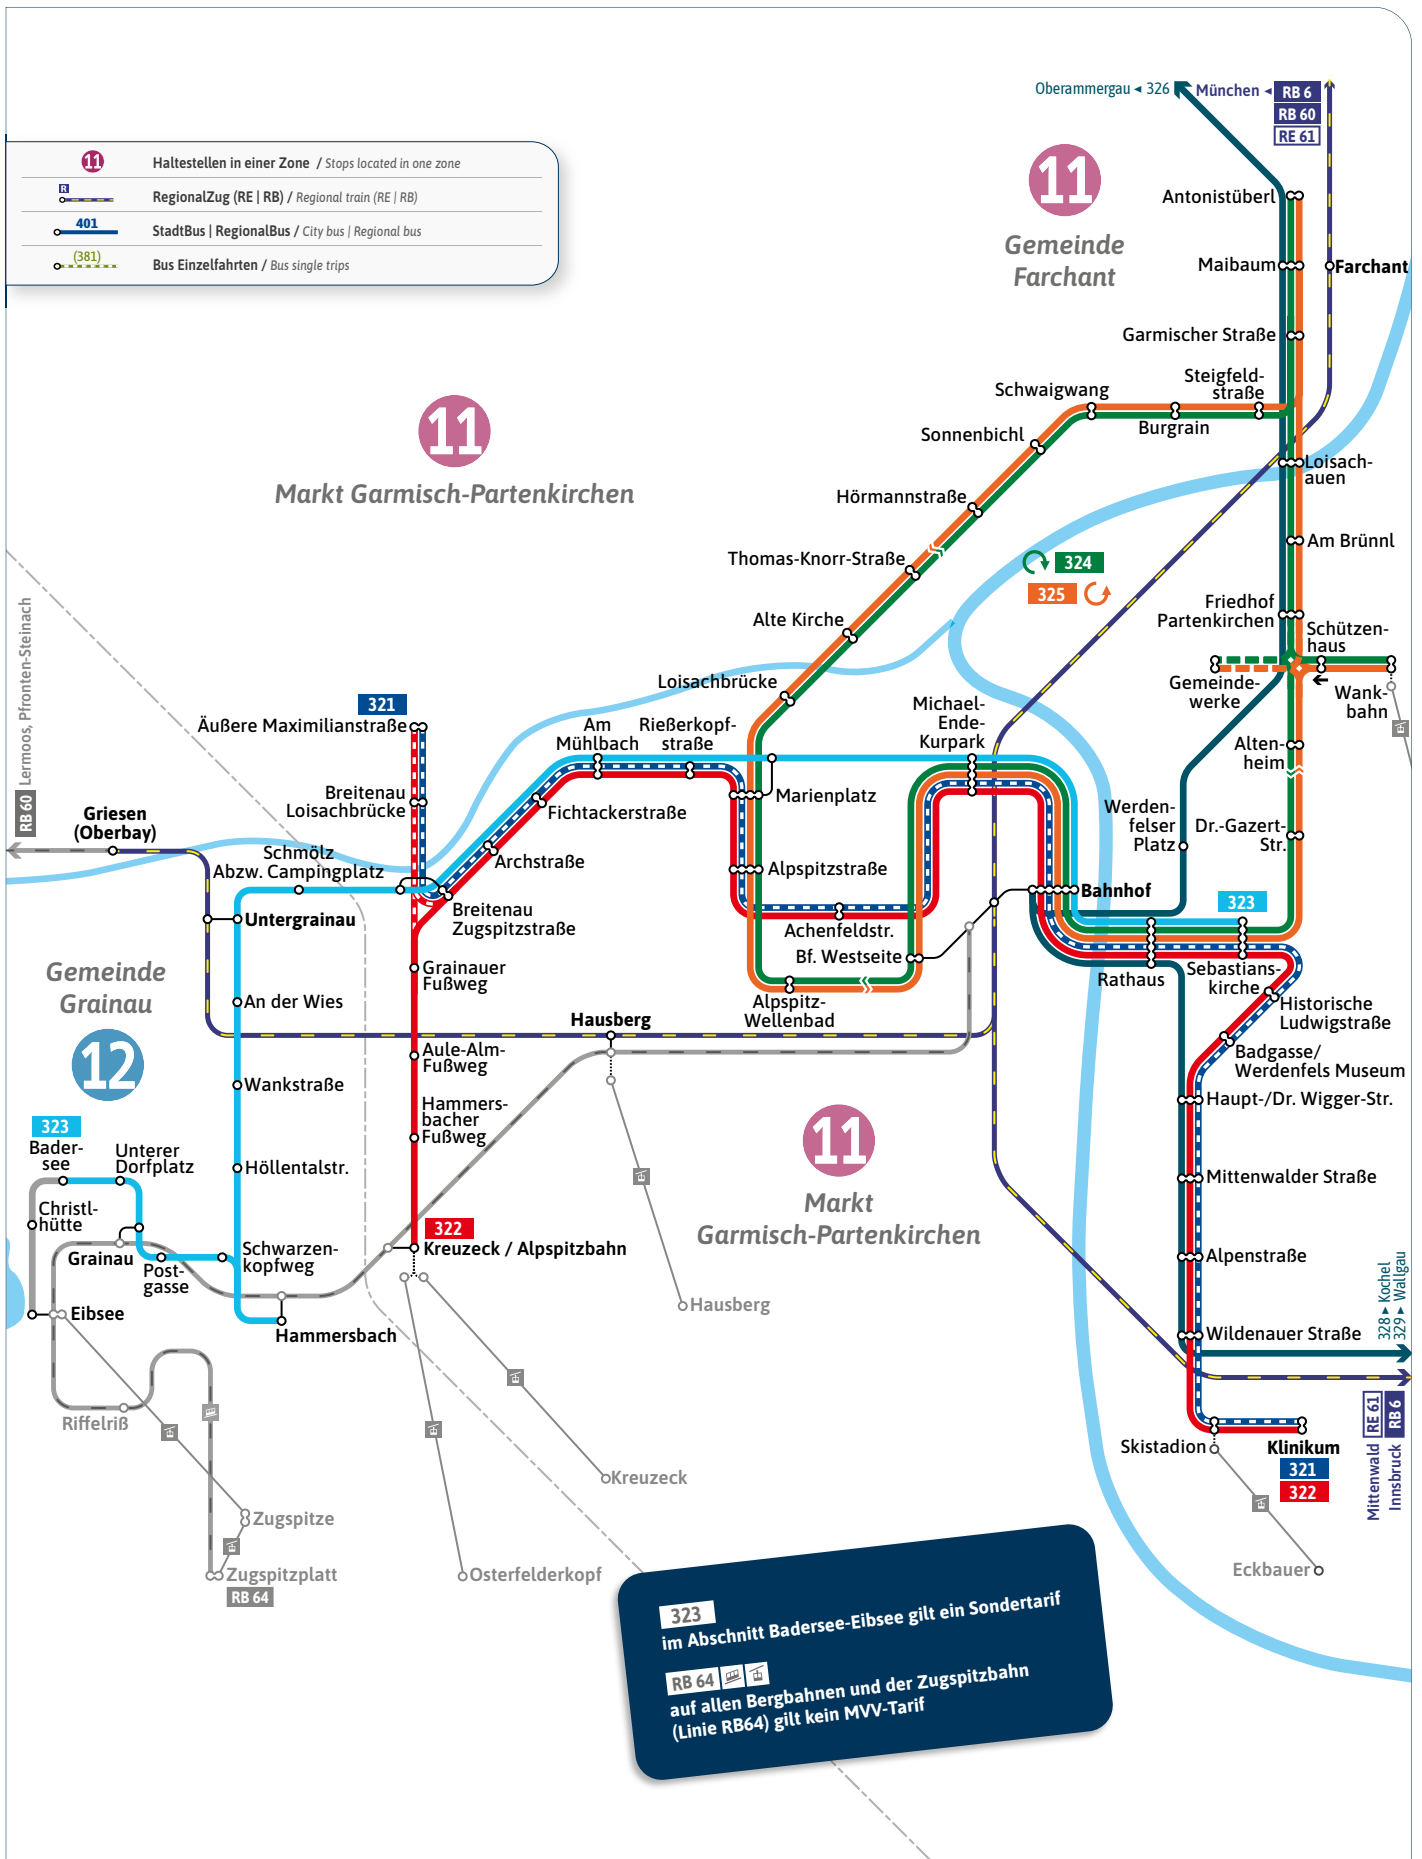 Oberammergau ◂ 326
München ◂ RB 6
RB 60
RE 61
11
Haltestellen in einer Zone / Stops located in one zone
R
RegionalZug (RE | RB) / Regional train (RE | RB)
401
StadtBus | RegionalBus / City bus | Regional bus
(381)
Bus Einzelfahrten / Bus single trips
11
Gemeinde
Farchant
Antonistüberl
Maibaum
Farchant
Garmischer Straße
Steigfeld-
straße
Schwaigwang
Burgrain
Sonnenbichl
Loisach-
auen
11
Markt Garmisch-Partenkirchen
Hörmannstraße
Am Brünnl
Thomas-Knorr-Straße
324
325
Friedhof
Partenkirchen
Schützen-
haus
Alte Kirche
Gemeinde-
werke
Wank-
bahn
Loisachbrücke
Lermoos, Pfronten-Steinach
RB 60
321
Äußere Maximilianstraße
Am
Mühlbach
Rießerkopf-
straße
Michael-
Ende-
Kurpark
Alten-
heim
Breitenau
Loisachbrücke
Marienplatz
Fichtackerstraße
Werden-
felser
Platz
Dr.-Gazert-
Str.
Griesen
(Oberbay)
Schmölz
Abzw. Campingplatz
Archstraße
Alpspitzstraße
Bahnhof
323
Breitenau
Zugspitzstraße
Untergrainau
Achenfeldstr.
Bf. Westseite
Grainauer
Fußweg
Rathaus
Sebastians-
kirche
Gemeinde
Grainau
12
An der Wies
Alpspitz-
Wellenbad
Historische
Ludwigstraße
Hausberg
Aule-Alm-
Fußweg
Badgasse/
Werdenfels Museum
Wankstraße
Hammers-
bacher
Fußweg
Haupt-/Dr. Wigger-Str.
11
Markt
Garmisch-Partenkirchen
323
Bader-
see
Unterer
Dorfplatz
Höllentalstr.
Mittenwalder Straße
Christl-
hütte
322
Kreuzeck / Alpspitzbahn
Grainau
Post-
gasse
Schwarzen-
kopfweg
Alpenstraße
Eibsee
Hausberg
Hammersbach
Wildenauer Straße
328 ▸ Kochel
329 ▸ Wallgau
Riffelriß
Skistadion
Klinikum
321
322
Mittenwald RE 61
Innsbruck RB 6
Kreuzeck
Zugspitze
Zugspitzplatt
RB 64
Osterfelderkopf
Eckbauer
323
im Abschnitt Badersee-Eibsee gilt ein Sondertarif
RB 64
auf allen Bergbahnen und der Zugspitzbahn
(Linie RB64) gilt kein MVV-Tarif